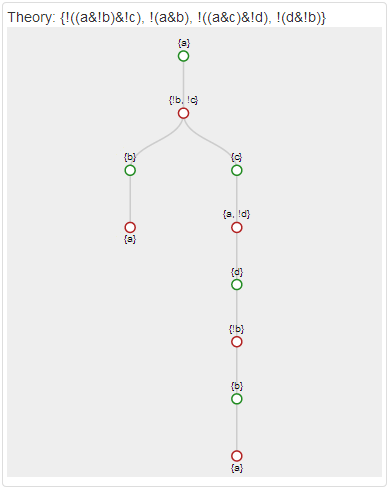 Theory: {!((a&!b)&!c), !(a&b), !((a&c)&!d), !(d&!b)}
{a}
{!b, !c}
{b}
{c}
{a}
{a, !d}
{d}
{!b}
{b}
{a}